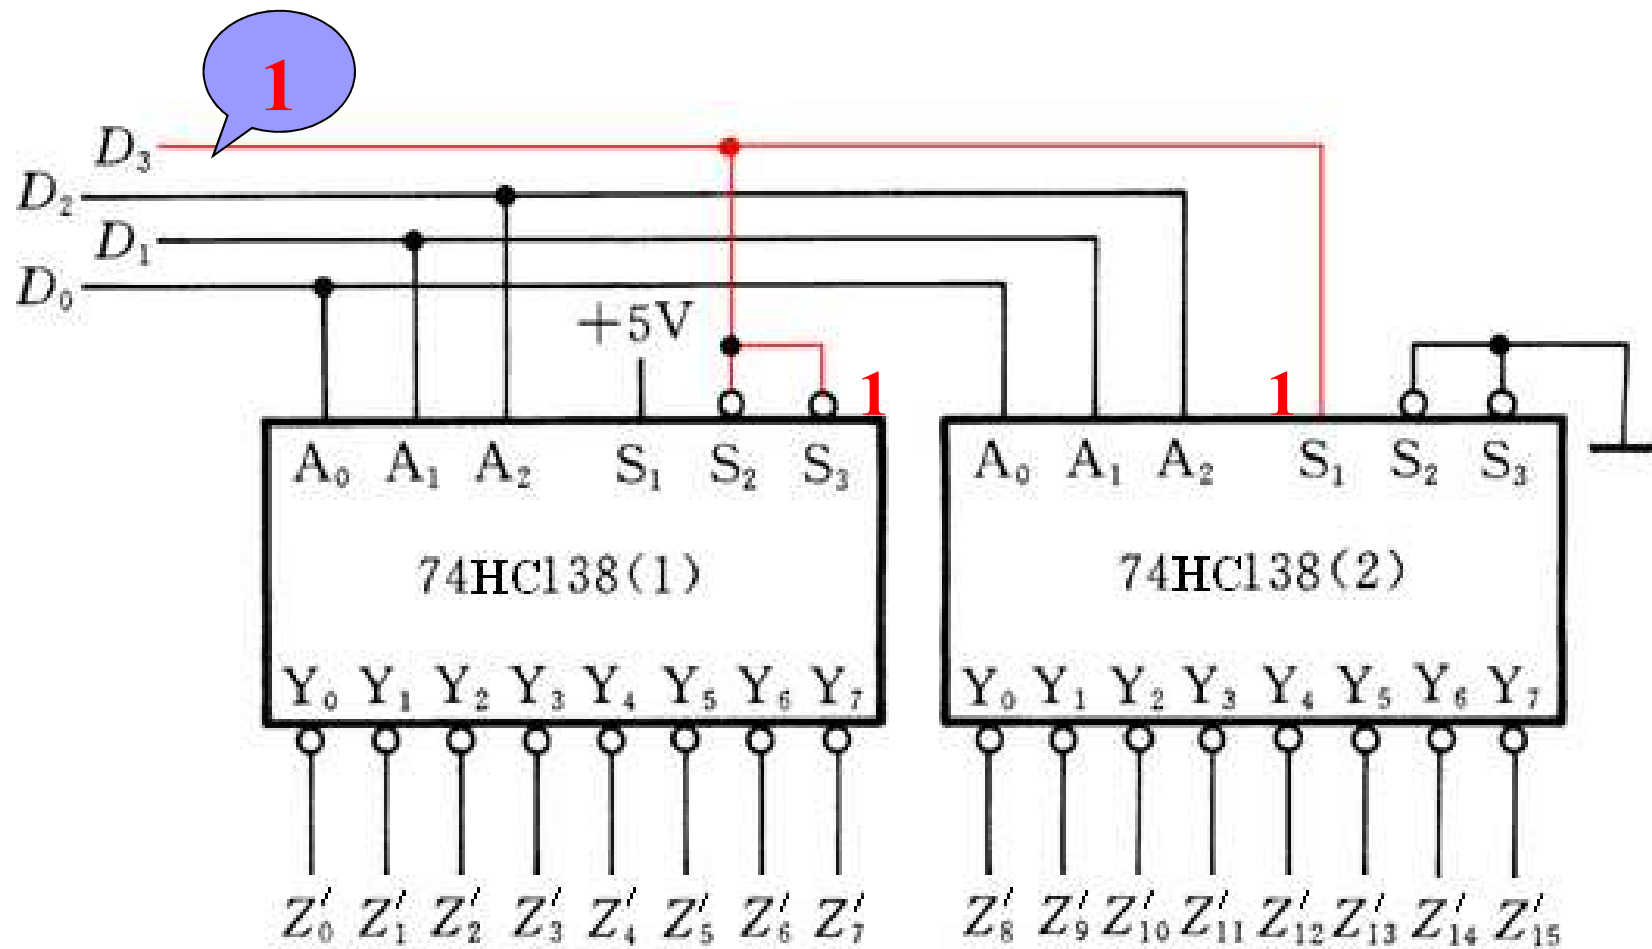 1
D₃
D₂
D₁
D₀
+5V
1 1
A₀ A₁ A₂ S₁ S₂ S₃ A₀ A₁ A₂ S₁ S₂ S₃
74HC138(1) 74HC138(2)
Y₀ Y₁ Y₂ Y₃ Y₄ Y₅ Y₆ Y₇ Y₀ Y₁ Y₂ Y₃ Y₄ Y₅ Y₆ Y₇
Z′₀ Z′₁ Z′₂ Z′₃ Z′₄ Z′₅ Z′₆ Z′₇ Z′₈ Z′₉ Z′₁₀ Z′₁₁ Z′₁₂ Z′₁₃ Z′₁₄ Z′₁₅